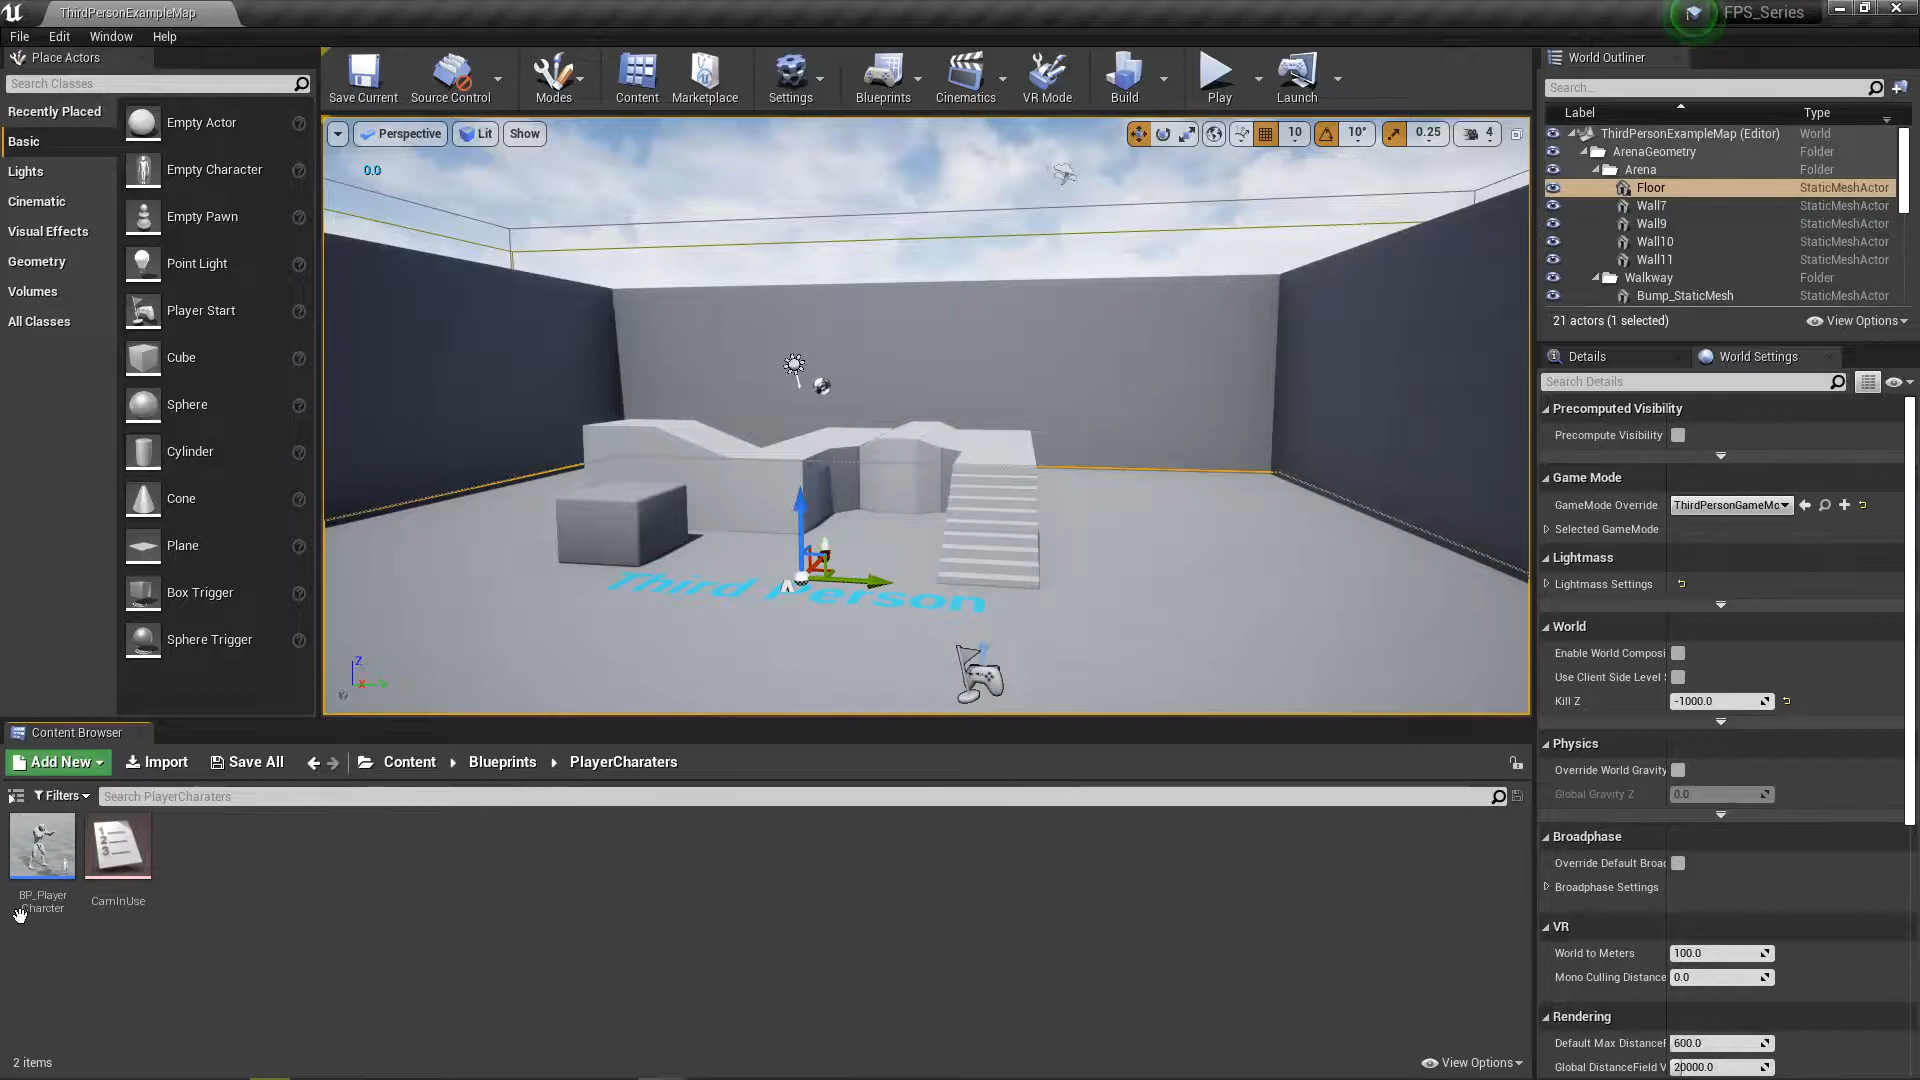 ThirdPersonExampleMap
FPS_Series
File Edit Window Help
Place Actors
Search Classes
Recently Placed
Basic
Lights
Cinematic
Visual Effects
Geometry
Volumes
All Classes
Empty Actor
Empty Character
Empty Pawn
Point Light
Player Start
Cube
Sphere
Cylinder
Cone
Plane
Box Trigger
Sphere Trigger
Save Current Source Control Modes Content Marketplace Settings Blueprints Cinematics VR Mode Build Play Launch
Perspective Lit Show
10 10° 0.25 4
0.0
Third Person
Z
World Outliner
Search...
Label Type
ThirdPersonExampleMap (Editor) World
ArenaGeometry Folder
Arena Folder
Floor StaticMeshActor
Wall7 StaticMeshActor
Wall9 StaticMeshActor
Wall10 StaticMeshActor
Wall11 StaticMeshActor
Walkway Folder
Bump_StaticMesh StaticMeshActor
21 actors (1 selected) View Options
Details World Settings
Search Details
Precomputed Visibility
Precompute Visibility
Game Mode
GameMode Override ThirdPersonGameMo
Selected GameMode
Lightmass
Lightmass Settings
World
Enable World Composi
Use Client Side Level
Kill Z -1000.0
Physics
Override World Gravity
Global Gravity Z 0.0
Broadphase
Override Default Broad
Broadphase Settings
VR
World to Meters 100.0
Mono Culling Distance 0.0
Rendering
Default Max DistanceF 600.0
Global DistanceField V 20000.0
Content Browser
Add New Import Save All Content Blueprints PlayerCharaters
Filters Search PlayerCharaters
BP_Player
Charcter
CamInUse
2 items
View Options